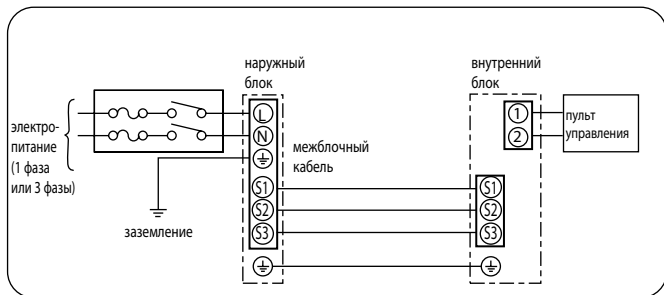 наружный
блок
внутренний
блок
электро-
питание
(1 фаза
или 3 фазы)
L
N
S1
S2
S3
заземление
межблочный
кабель
1
2
S1
S2
S3
пульт
управления